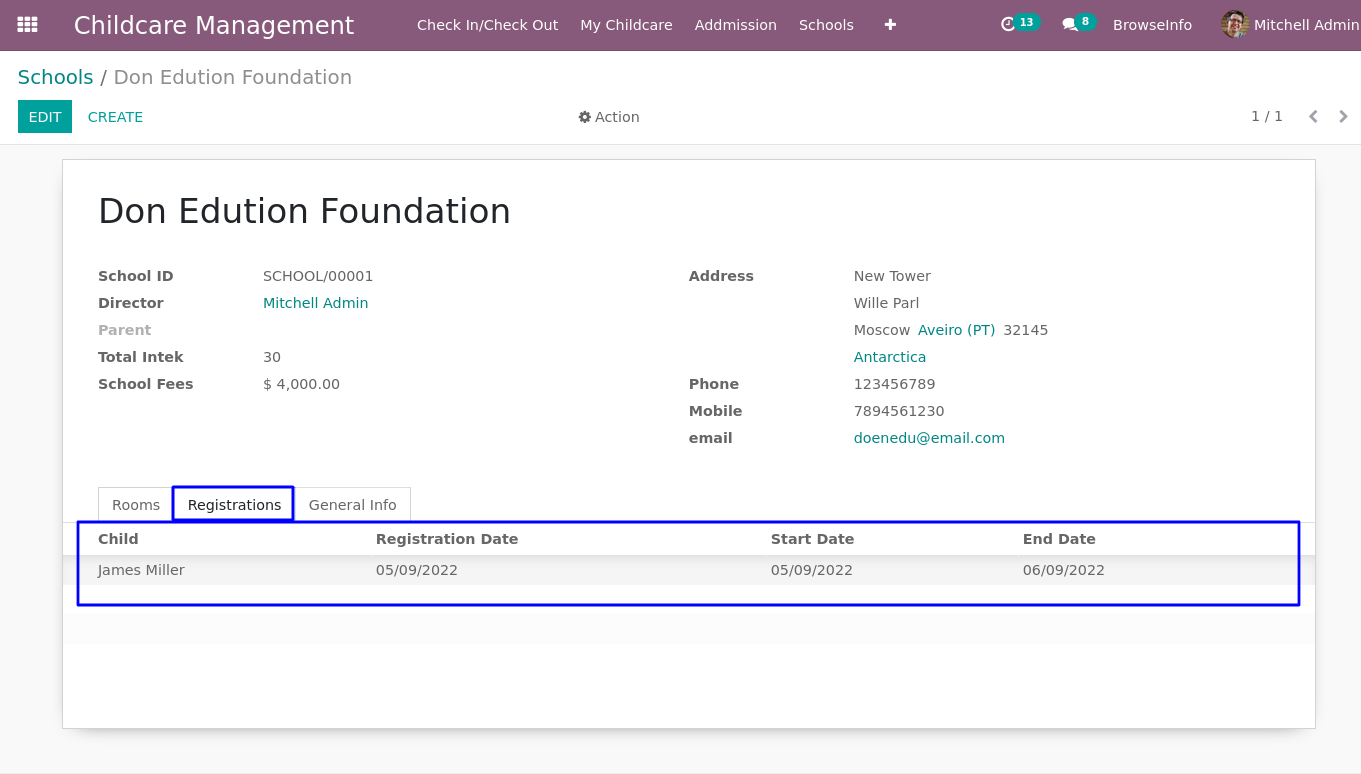 Childcare Management Check In/Check Out My Childcare Addmission Schools 13 8 BrowseInfo Mitchell Admin
Schools / Don Edution Foundation
EDIT CREATE Action 1 / 1
Don Edution Foundation
School ID SCHOOL/00001 Address New Tower
Director Mitchell Admin Wille Parl
Parent Moscow Aveiro (PT) 32145
Total Intek 30 Antarctica
School Fees $ 4,000.00 Phone 123456789
Mobile 7894561230
email doenedu@email.com
Rooms Registrations General Info
Child Registration Date Start Date End Date
James Miller 05/09/2022 05/09/2022 06/09/2022